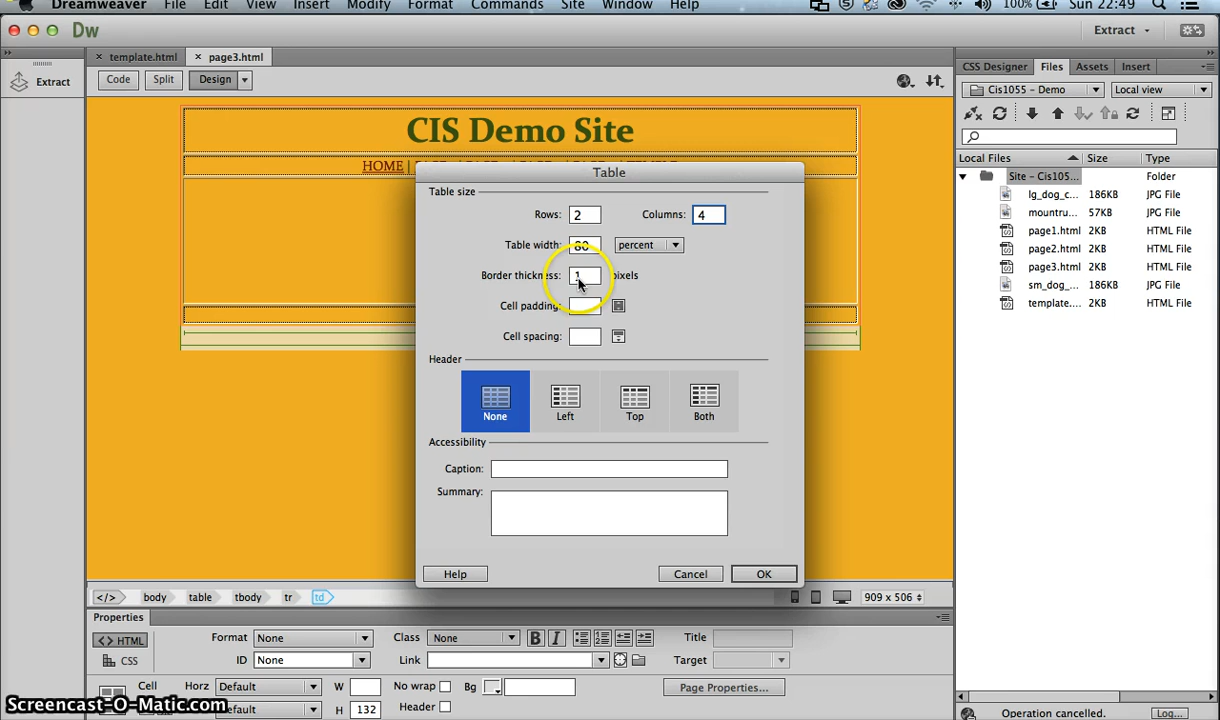 Dreamweaver File Edit View Insert Modify Format Commands Site Window Help 100% Sun 22:49
Dw Extract
template.html page3.html
Extract Code Split Design
CSS Designer Files Assets Insert
Cis1055 - Demo Local view
Local Files Size Type
Site - Cis1055... Folder
lg_dog_c... 186KB JPG File
mountru... 57KB JPG File
page1.html 2KB HTML File
page2.html 2KB HTML File
page3.html 2KB HTML File
sm_dog_... 186KB JPG File
template.... 2KB HTML File
CIS Demo Site
HOME |
Table
Table size
Rows: 2 Columns: 4
Table width: 80 percent
Border thickness: 1 pixels
Cell padding:
Cell spacing:
Header
None Left Top Both
Accessibility
Caption:
Summary:
Help Cancel OK
</> body table tbody tr td 909 x 506
Properties
<> HTML Format None Class None B I Title
CSS ID None Link Target
Cell Horz Default W No wrap Bg Page Properties...
Default H 132 Header
Operation cancelled. Log...
Screencast-O-Matic.com